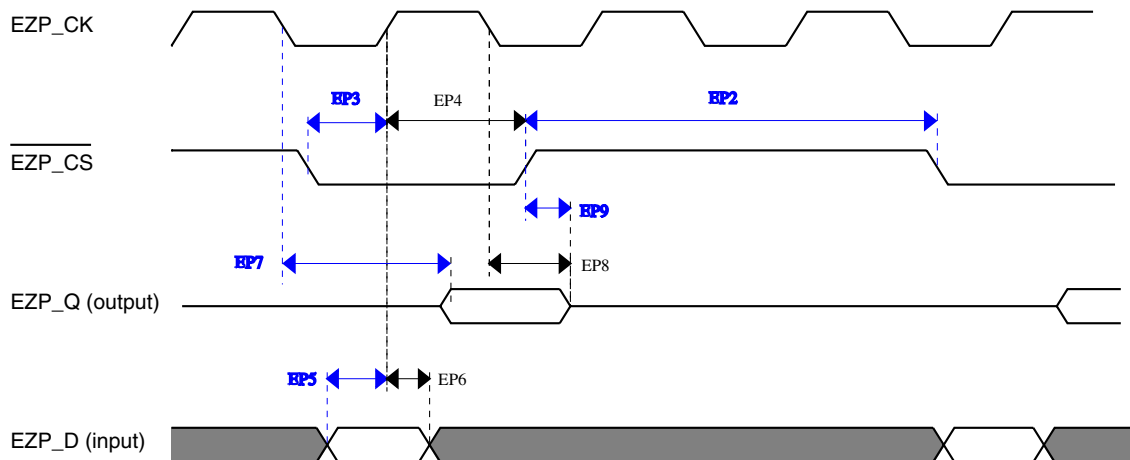 EZP_CK
EP3
EP4
EP2
EZP_CS
EP9
EP7
EP8
EZP_Q (output)
EP5
EP6
EZP_D (input)